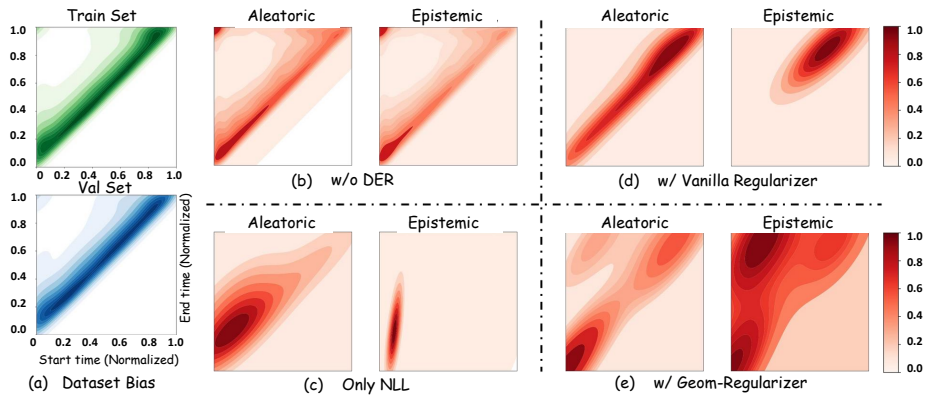 Train Set
1.0
0.8
0.6
0.4
0.2
0.0
0.0 0.2 0.4 0.6 0.8 1.0
Val Set
1.0
0.8
0.6
0.4
0.2
0.0
0.0 0.2 0.4 0.6 0.8 1.0
Start time (Normalized)
End time (Normalized)
(a) Dataset Bias
Aleatoric Epistemic
(b) w/o DER
Aleatoric Epistemic
(c) Only NLL
Aleatoric Epistemic
1.0
0.8
0.6
0.4
0.2
0.0
(d) w/ Vanilla Regularizer
Aleatoric Epistemic
1.0
0.8
0.6
0.4
0.2
0.0
(e) w/ Geom-Regularizer